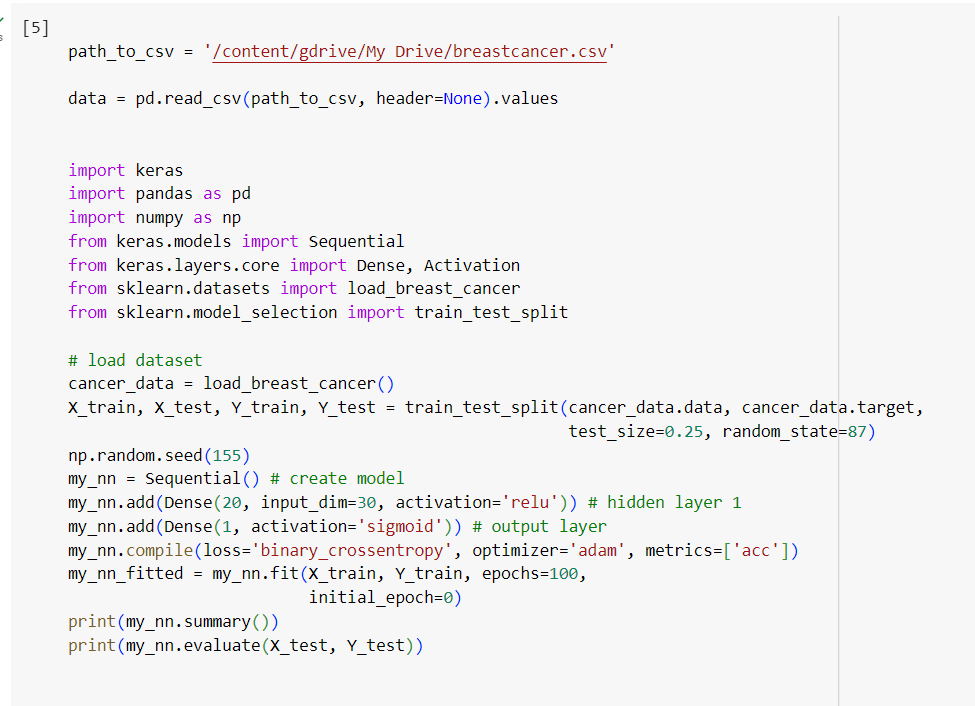 [5]
path_to_csv = '/content/gdrive/My Drive/breastcancer.csv'
data = pd.read_csv(path_to_csv, header=None).values
import keras
import pandas as pd
import numpy as np
from keras.models import Sequential
from keras.layers.core import Dense, Activation
from sklearn.datasets import load_breast_cancer
from sklearn.model_selection import train_test_split
# load dataset
cancer_data = load_breast_cancer()
X_train, X_test, Y_train, Y_test = train_test_split(cancer_data.data, cancer_data.target,
test_size=0.25, random_state=87)
np.random.seed(155)
my_nn = Sequential() # create model
my_nn.add(Dense(20, input_dim=30, activation='relu')) # hidden layer 1
my_nn.add(Dense(1, activation='sigmoid')) # output layer
my_nn.compile(loss='binary_crossentropy', optimizer='adam', metrics=['acc'])
my_nn_fitted = my_nn.fit(X_train, Y_train, epochs=100,
initial_epoch=0)
print(my_nn.summary())
print(my_nn.evaluate(X_test, Y_test))